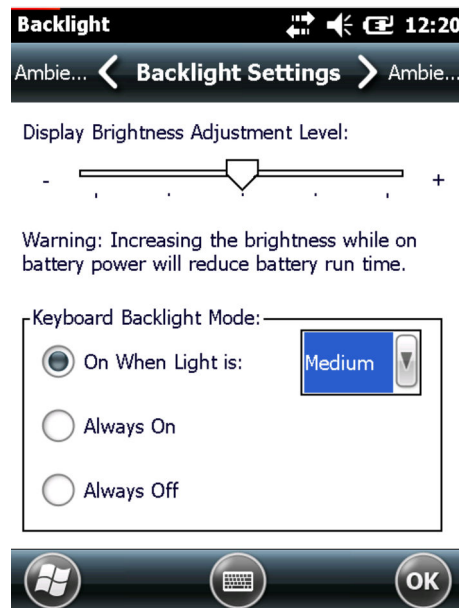 Backlight 12:20
Ambie... Backlight Settings Ambie...
Display Brightness Adjustment Level:
- +
Warning: Increasing the brightness while on
battery power will reduce battery run time.
Keyboard Backlight Mode:
On When Light is: Medium
Always On
Always Off
OK